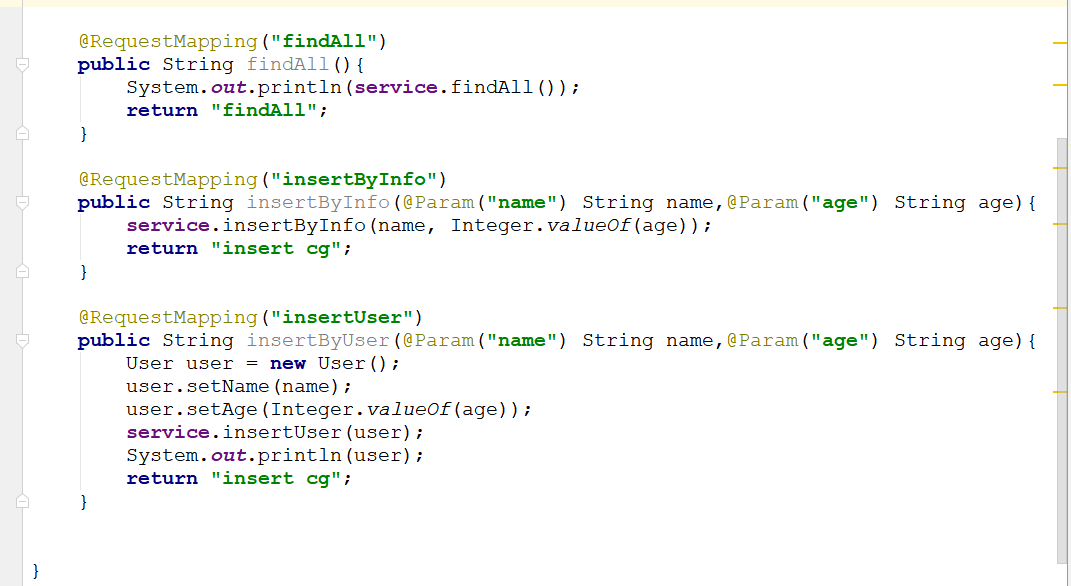 @RequestMapping("findAll")
public String findAll(){
System.out.println(service.findAll());
return "findAll";
}
@RequestMapping("insertByInfo")
public String insertByInfo(@Param("name") String name,@Param("age") String age){
service.insertByInfo(name, Integer.valueOf(age));
return "insert cg";
}
@RequestMapping("insertUser")
public String insertByUser(@Param("name") String name,@Param("age") String age){
User user = new User();
user.setName(name);
user.setAge(Integer.valueOf(age));
service.insertUser(user);
System.out.println(user);
return "insert cg";
}
}